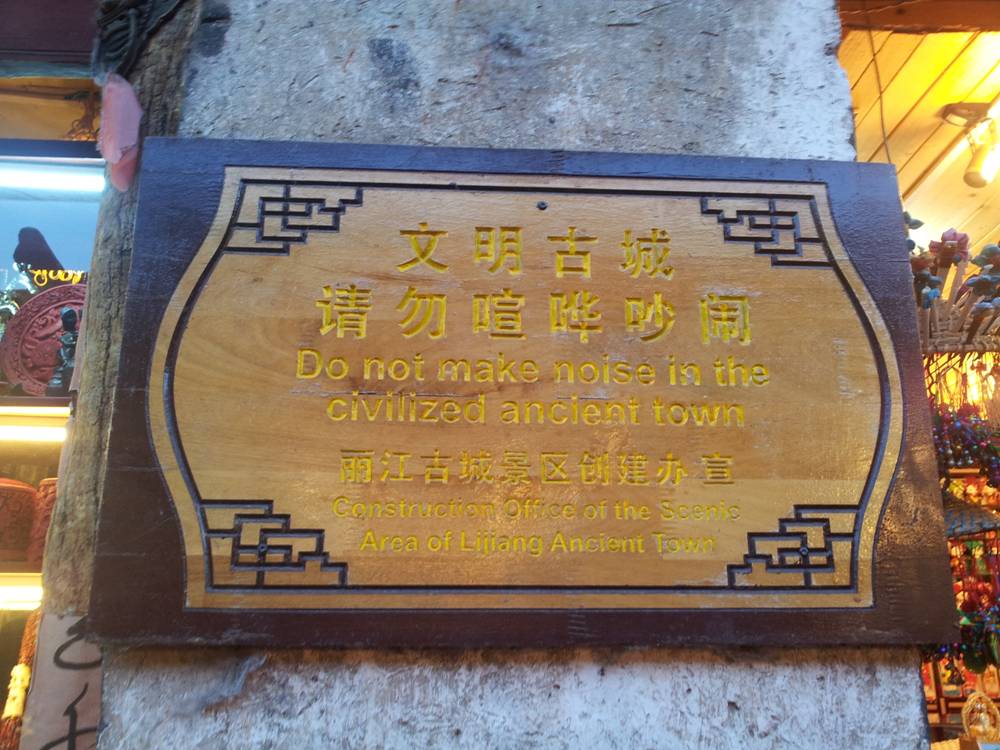 文明古城
请勿喧哗吵闹
Do not make noise in the
civilized ancient town
丽江古城景区创建办 宣
Construction Office of the Scenic
Area of Lijiang Ancient Town